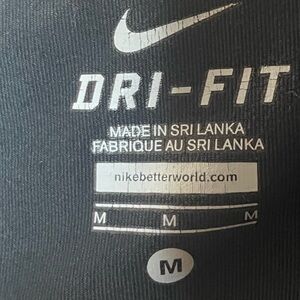 DRI-FIT
MADE IN SRI LANKA
FABRIQUE AU SRI LANKA
nikebetterworld.com
M M M
M